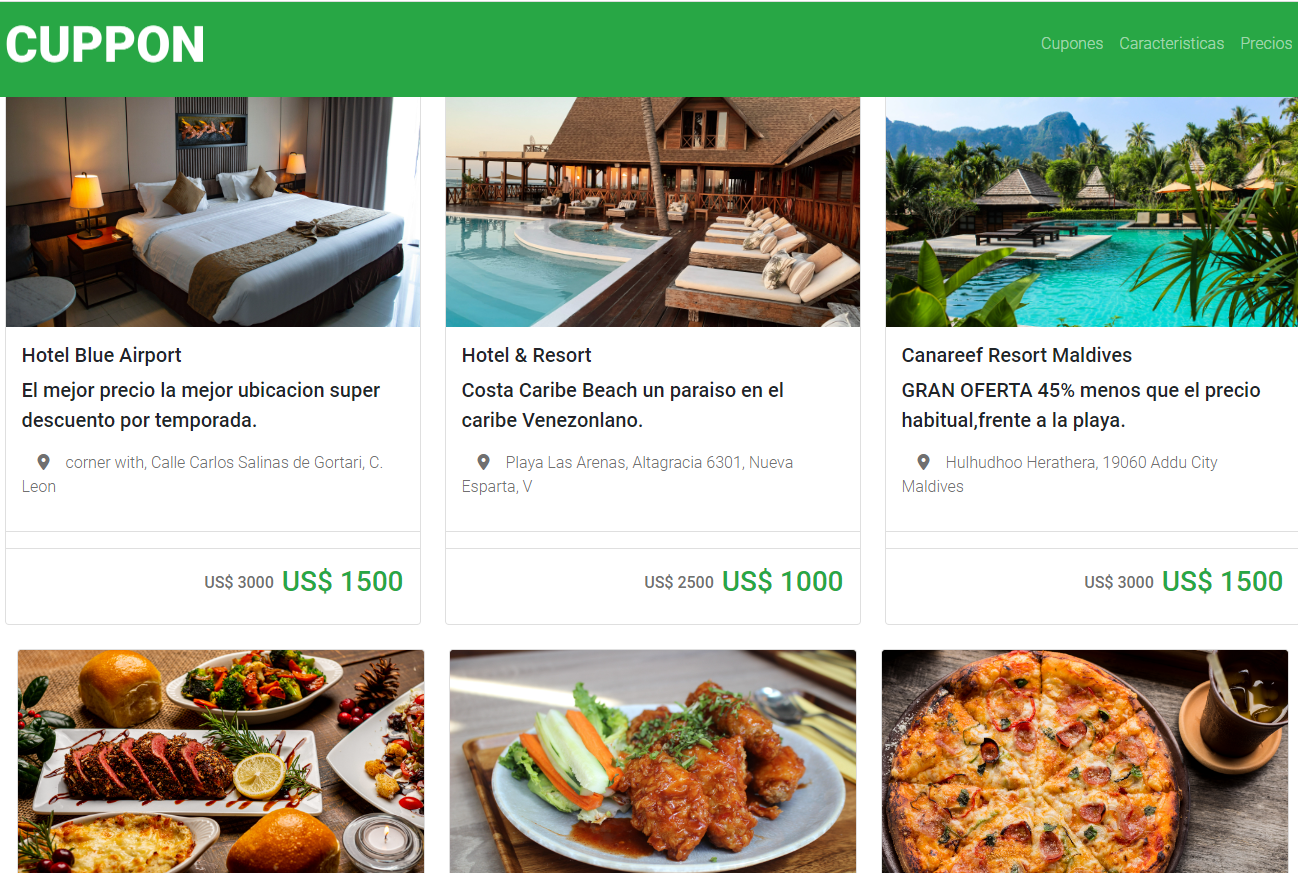 CUPPON
Cupones Caracteristicas Precios
Hotel Blue Airport
El mejor precio la mejor ubicacion super
descuento por temporada.
corner with, Calle Carlos Salinas de Gortari, C.
Leon
US$ 3000 US$ 1500
Hotel & Resort
Costa Caribe Beach un paraiso en el
caribe Venezonlano.
Playa Las Arenas, Altagracia 6301, Nueva
Esparta, V
US$ 2500 US$ 1000
Canareef Resort Maldives
GRAN OFERTA 45% menos que el precio
habitual,frente a la playa.
Hulhudhoo Herathera, 19060 Addu City
Maldives
US$ 3000 US$ 1500